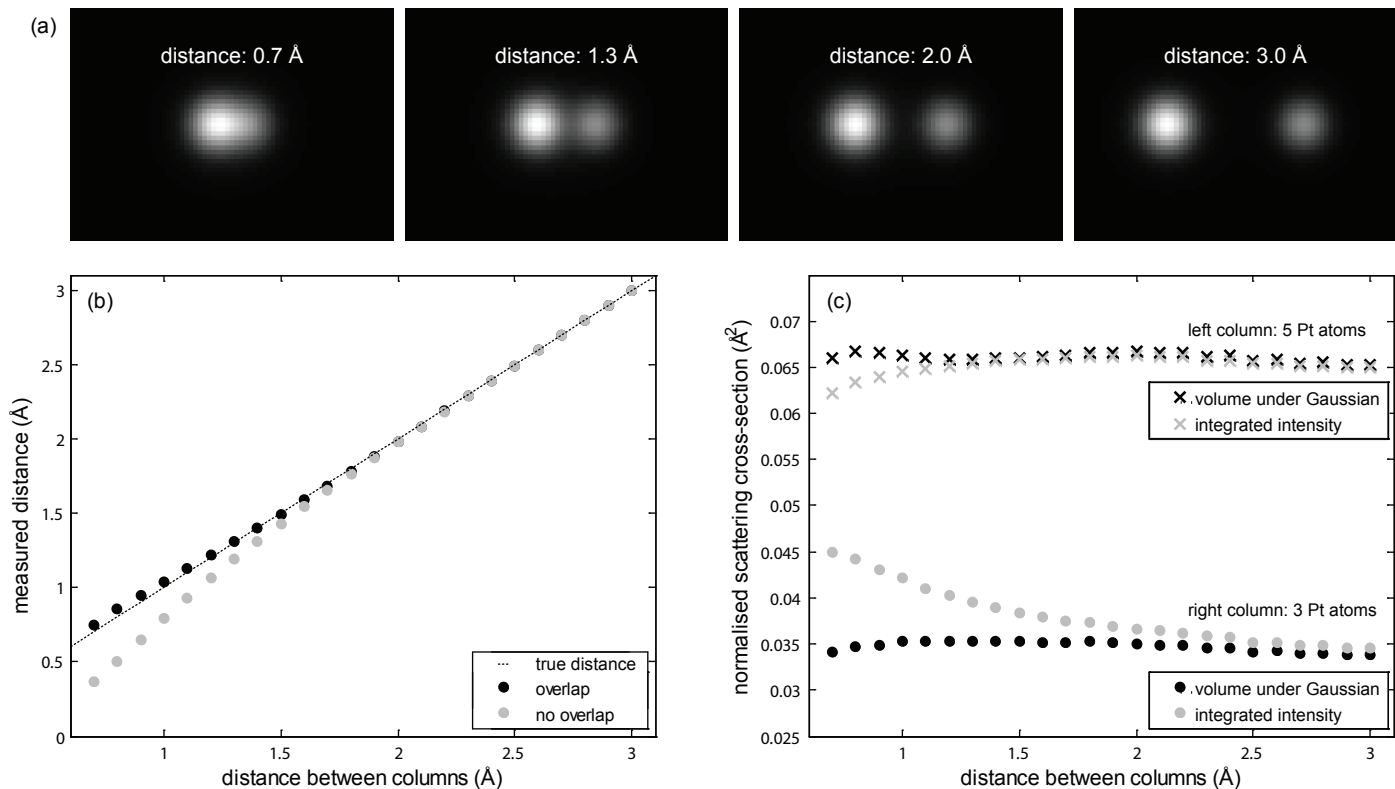 (a)
distance: 0.7 Å
distance: 1.3 Å
distance: 2.0 Å
distance: 3.0 Å
(b)
measured distance (Å)
3
2.5
2
1.5
1
0.5
0
1
1.5
2
2.5
3
distance between columns (Å)
true distance
overlap
no overlap
(c)
normalised scattering cross-section (Å²)
0.075
0.07
0.065
0.06
0.055
0.05
0.045
0.04
0.035
0.03
0.025
1
1.5
2
2.5
3
distance between columns (Å)
left column: 5 Pt atoms
volume under Gaussian
integrated intensity
right column: 3 Pt atoms
volume under Gaussian
integrated intensity